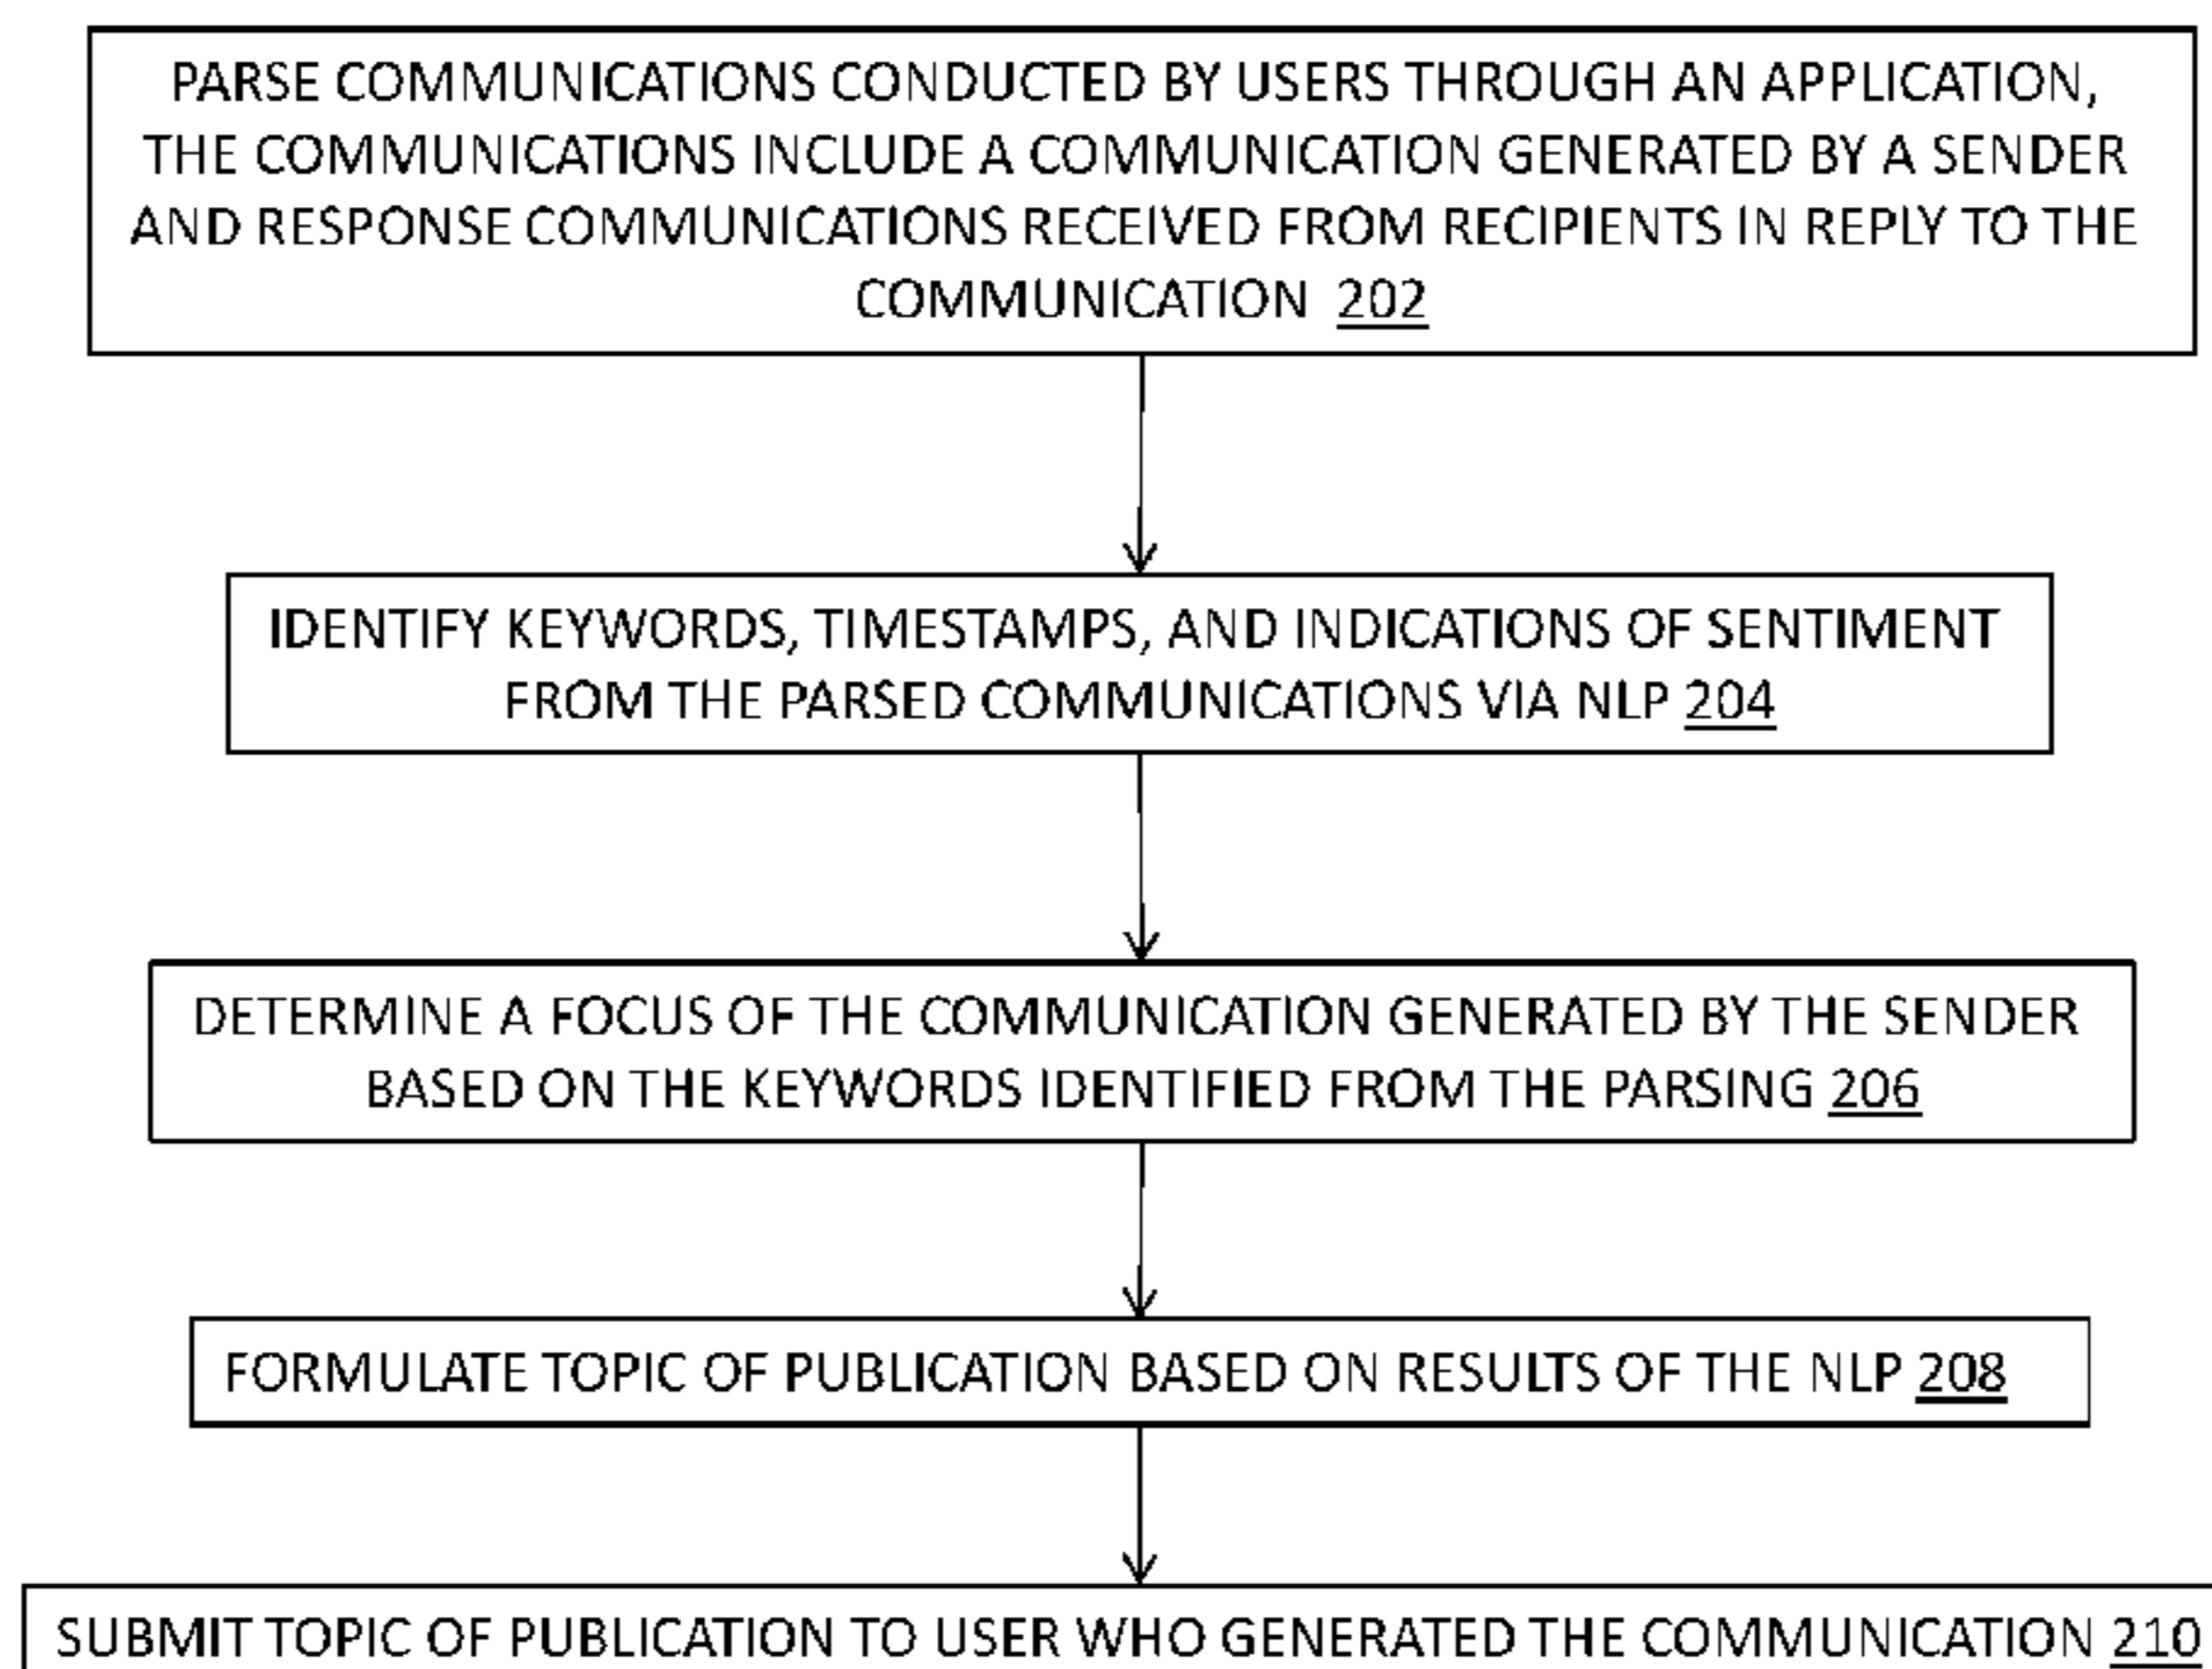 PARSE COMMUNICATIONS CONDUCTED BY USERS THROUGH AN APPLICATION,
THE COMMUNICATIONS INCLUDE A COMMUNICATION GENERATED BY A SENDER
AND RESPONSE COMMUNICATIONS RECEIVED FROM RECIPIENTS IN REPLY TO THE
COMMUNICATION 202
IDENTIFY KEYWORDS, TIMESTAMPS, AND INDICATIONS OF SENTIMENT
FROM THE PARSED COMMUNICATIONS VIA NLP 204
DETERMINE A FOCUS OF THE COMMUNICATION GENERATED BY THE SENDER
BASED ON THE KEYWORDS IDENTIFIED FROM THE PARSING 206
FORMULATE TOPIC OF PUBLICATION BASED ON RESULTS OF THE NLP 208
SUBMIT TOPIC OF PUBLICATION TO USER WHO GENERATED THE COMMUNICATION 210